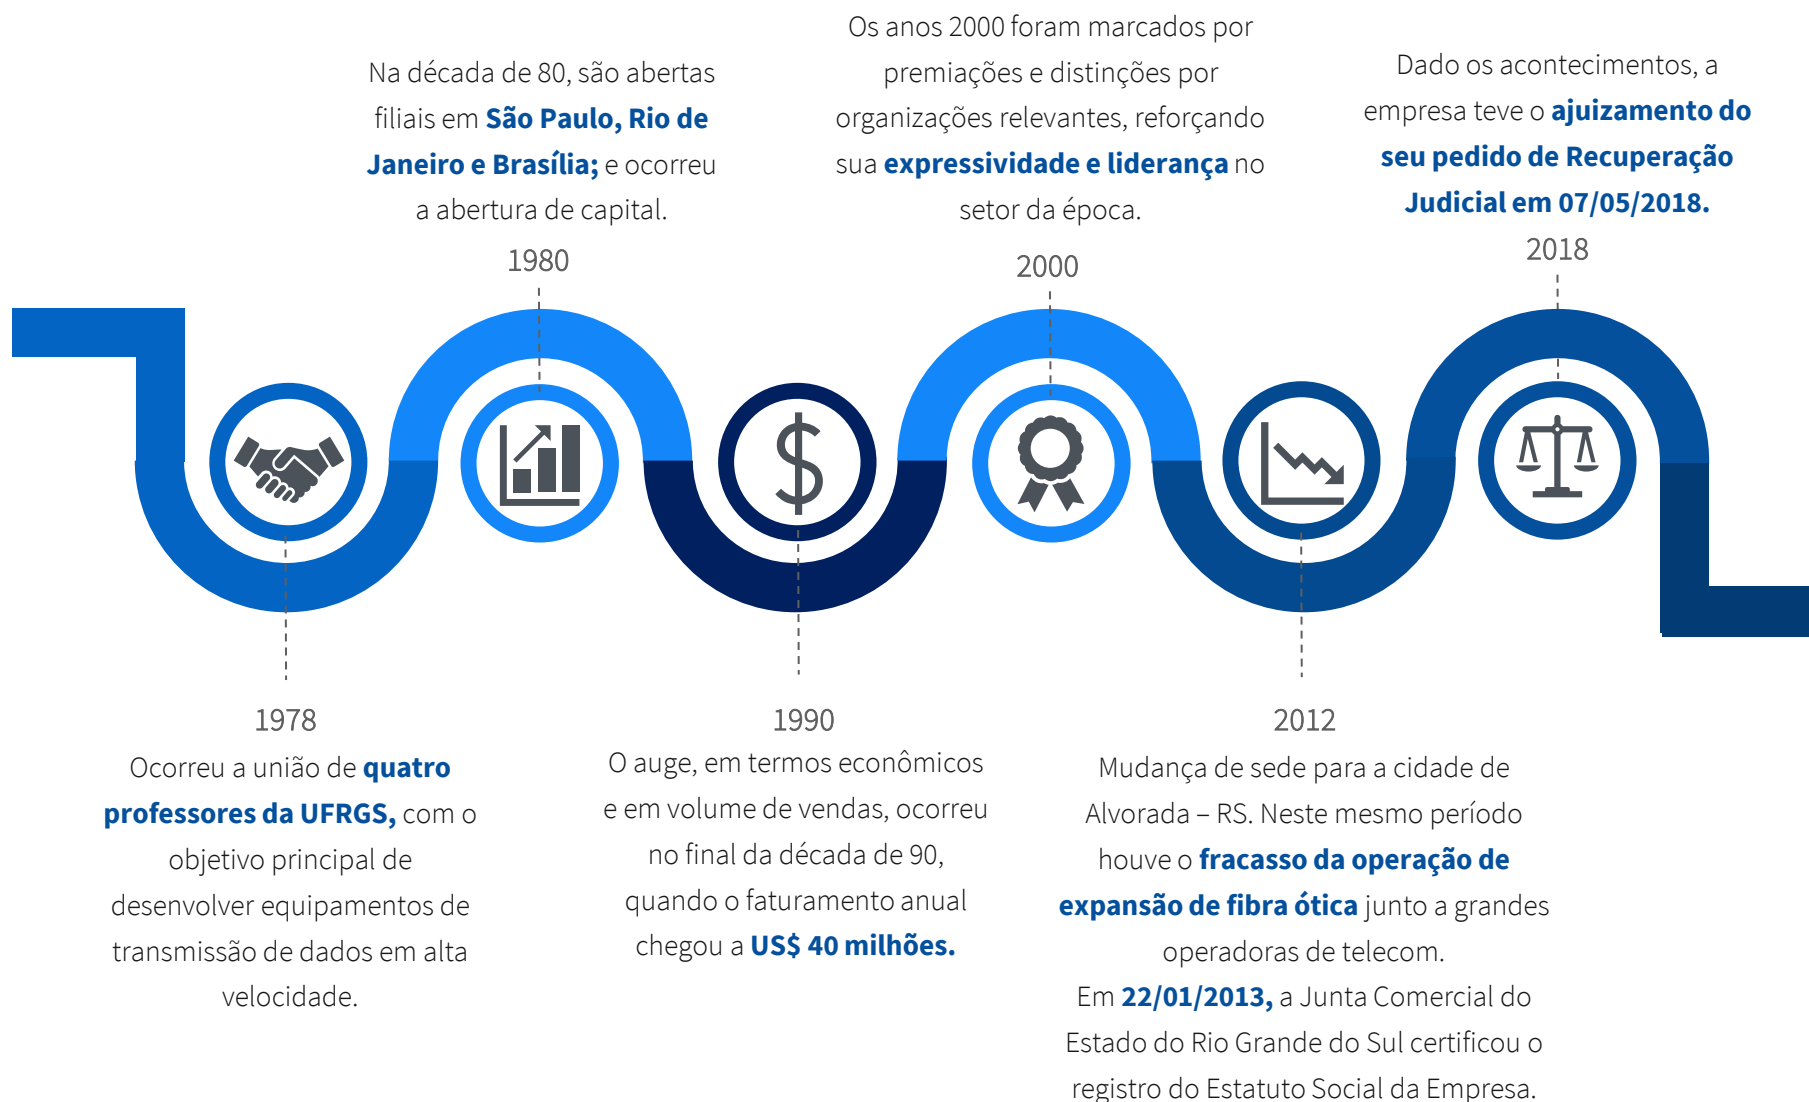 Na década de 80, são abertas
filiais em São Paulo, Rio de
Janeiro e Brasília; e ocorreu
a abertura de capital.
1980
Os anos 2000 foram marcados por
premiações e distinções por
organizações relevantes, reforçando
sua expressividade e liderança no
setor da época.
2000
Dado os acontecimentos, a
empresa teve o ajuizamento do
seu pedido de Recuperação
Judicial em 07/05/2018.
2018
1978
Ocorreu a união de quatro
professores da UFRGS, com o
objetivo principal de
desenvolver equipamentos de
transmissão de dados em alta
velocidade.
1990
O auge, em termos econômicos
e em volume de vendas, ocorreu
no final da década de 90,
quando o faturamento anual
chegou a US$ 40 milhões.
2012
Mudança de sede para a cidade de
Alvorada – RS. Neste mesmo período
houve o fracasso da operação de
expansão de fibra ótica junto a grandes
operadoras de telecom.
Em 22/01/2013, a Junta Comercial do
Estado do Rio Grande do Sul certificou o
registro do Estatuto Social da Empresa.